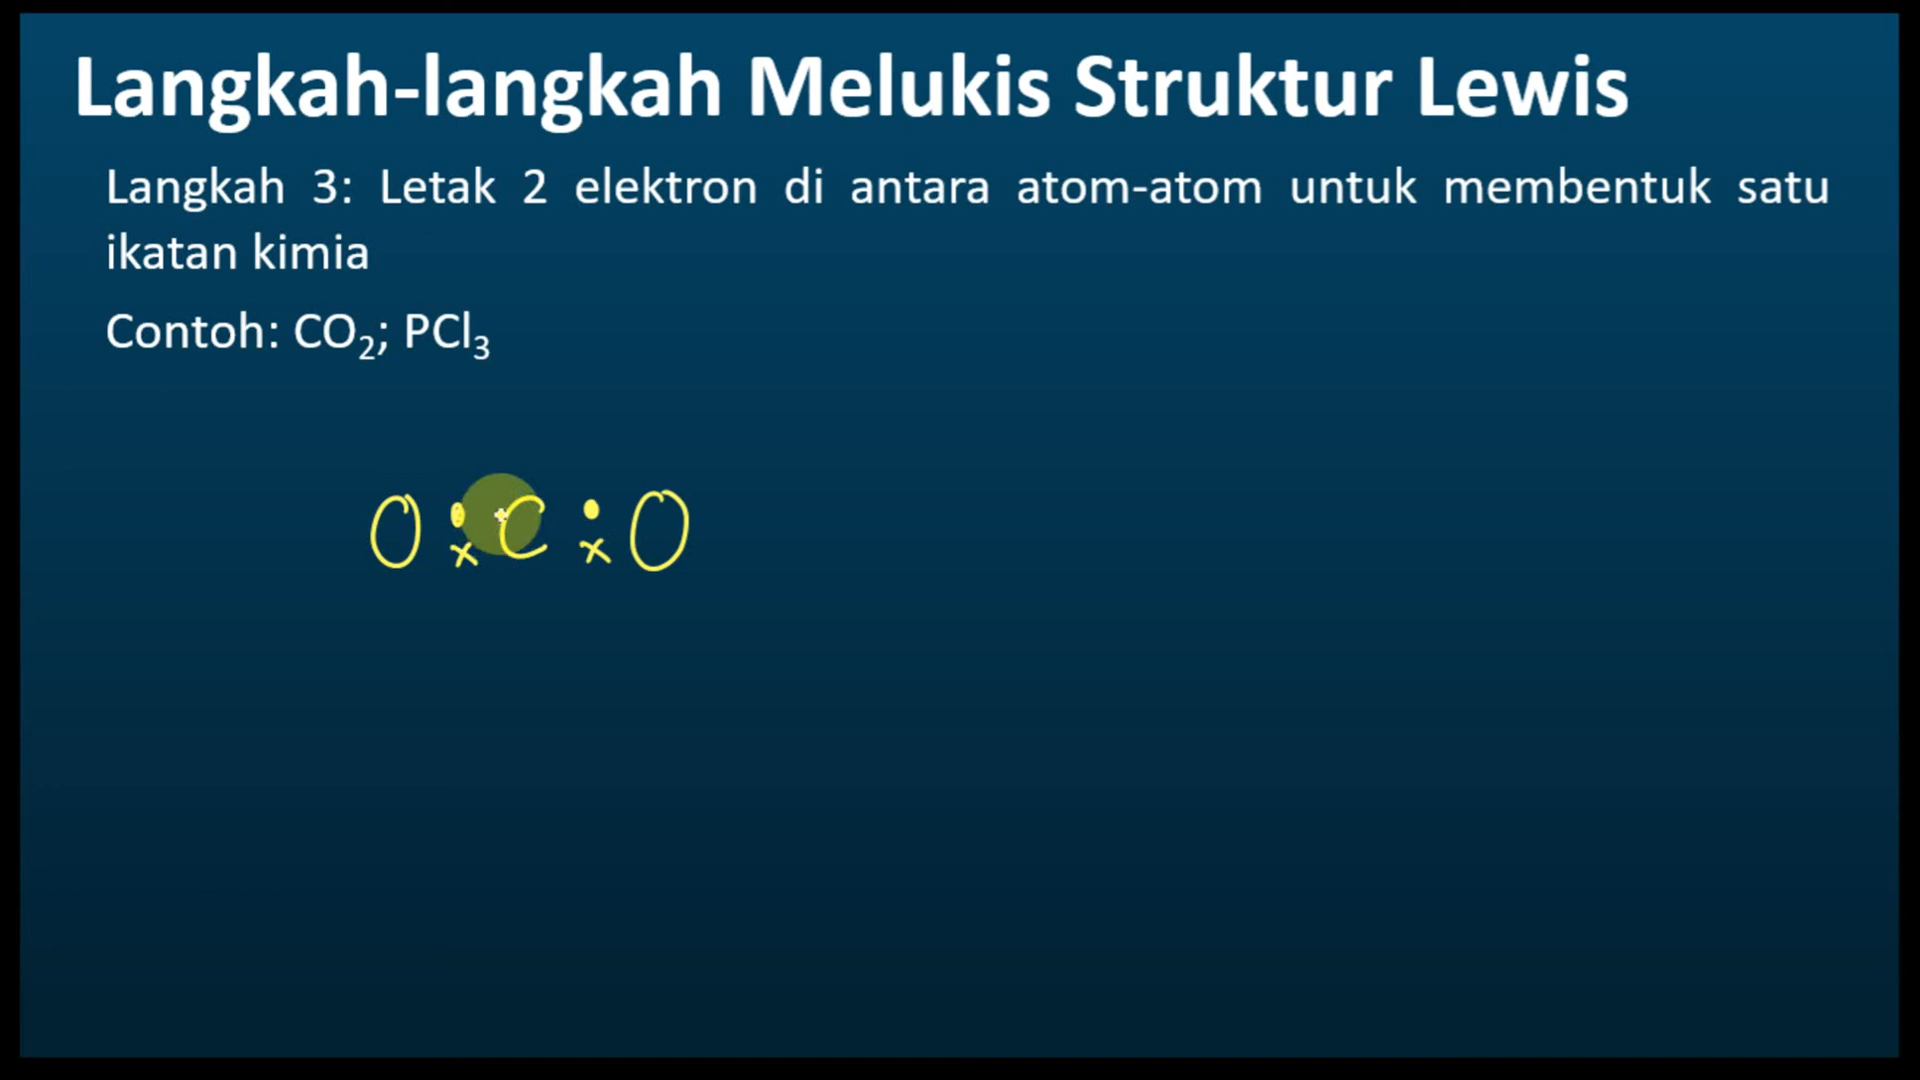 Langkah-langkah Melukis Struktur Lewis
Langkah 3: Letak 2 elektron di antara atom-atom untuk membentuk satu
ikatan kimia
Contoh: CO₂; PCl₃
O : C : O
x x